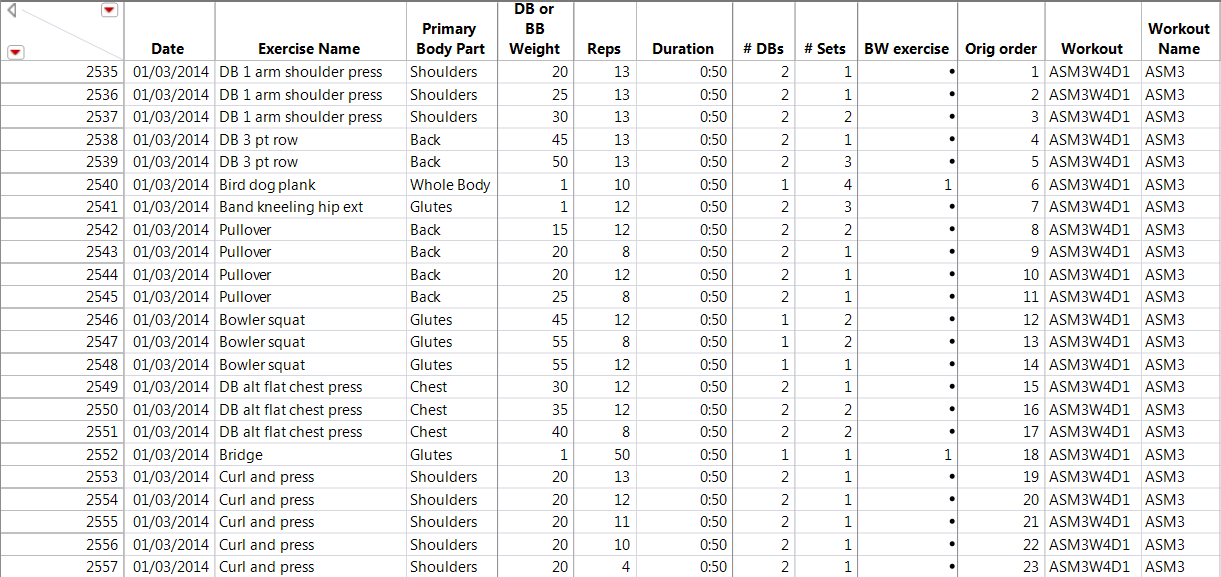 Date Exercise Name Primary Body Part DB or BB Weight Reps Duration # DBs # Sets BW exercise Orig order Workout Workout Name
2535 01/03/2014 DB 1 arm shoulder press Shoulders 20 13 0:50 2 1 • 1 ASM3W4D1 ASM3
2536 01/03/2014 DB 1 arm shoulder press Shoulders 25 13 0:50 2 1 • 2 ASM3W4D1 ASM3
2537 01/03/2014 DB 1 arm shoulder press Shoulders 30 13 0:50 2 2 • 3 ASM3W4D1 ASM3
2538 01/03/2014 DB 3 pt row Back 45 13 0:50 2 1 • 4 ASM3W4D1 ASM3
2539 01/03/2014 DB 3 pt row Back 50 13 0:50 2 3 • 5 ASM3W4D1 ASM3
2540 01/03/2014 Bird dog plank Whole Body 1 10 0:50 1 4 1 6 ASM3W4D1 ASM3
2541 01/03/2014 Band kneeling hip ext Glutes 1 12 0:50 2 3 • 7 ASM3W4D1 ASM3
2542 01/03/2014 Pullover Back 15 12 0:50 2 2 • 8 ASM3W4D1 ASM3
2543 01/03/2014 Pullover Back 20 8 0:50 2 1 • 9 ASM3W4D1 ASM3
2544 01/03/2014 Pullover Back 20 12 0:50 2 1 • 10 ASM3W4D1 ASM3
2545 01/03/2014 Pullover Back 25 8 0:50 2 1 • 11 ASM3W4D1 ASM3
2546 01/03/2014 Bowler squat Glutes 45 12 0:50 1 2 • 12 ASM3W4D1 ASM3
2547 01/03/2014 Bowler squat Glutes 55 8 0:50 1 2 • 13 ASM3W4D1 ASM3
2548 01/03/2014 Bowler squat Glutes 55 12 0:50 1 1 • 14 ASM3W4D1 ASM3
2549 01/03/2014 DB alt flat chest press Chest 30 12 0:50 2 1 • 15 ASM3W4D1 ASM3
2550 01/03/2014 DB alt flat chest press Chest 35 12 0:50 2 2 • 16 ASM3W4D1 ASM3
2551 01/03/2014 DB alt flat chest press Chest 40 8 0:50 2 2 • 17 ASM3W4D1 ASM3
2552 01/03/2014 Bridge Glutes 1 50 0:50 1 1 1 18 ASM3W4D1 ASM3
2553 01/03/2014 Curl and press Shoulders 20 13 0:50 2 1 • 19 ASM3W4D1 ASM3
2554 01/03/2014 Curl and press Shoulders 20 12 0:50 2 1 • 20 ASM3W4D1 ASM3
2555 01/03/2014 Curl and press Shoulders 20 11 0:50 2 1 • 21 ASM3W4D1 ASM3
2556 01/03/2014 Curl and press Shoulders 20 10 0:50 2 1 • 22 ASM3W4D1 ASM3
2557 01/03/2014 Curl and press Shoulders 20 4 0:50 2 1 • 23 ASM3W4D1 ASM3